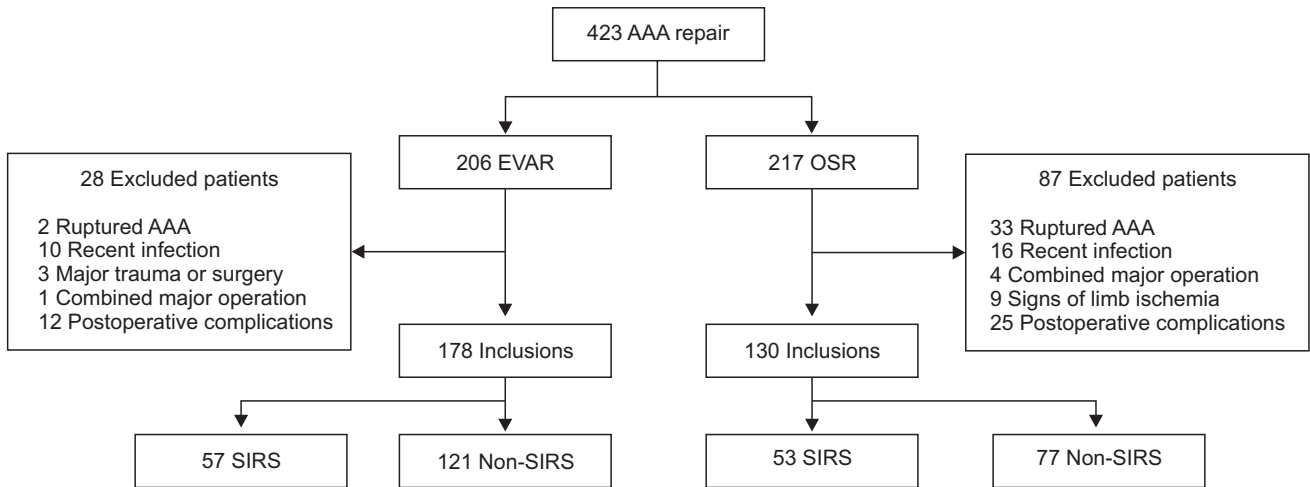 423 AAA repair
206 EVAR
217 OSR
28 Excluded patients
2 Ruptured AAA
10 Recent infection
3 Major trauma or surgery
1 Combined major operation
12 Postoperative complications
87 Excluded patients
33 Ruptured AAA
16 Recent infection
4 Combined major operation
9 Signs of limb ischemia
25 Postoperative complications
178 Inclusions
130 Inclusions
57 SIRS
121 Non-SIRS
53 SIRS
77 Non-SIRS